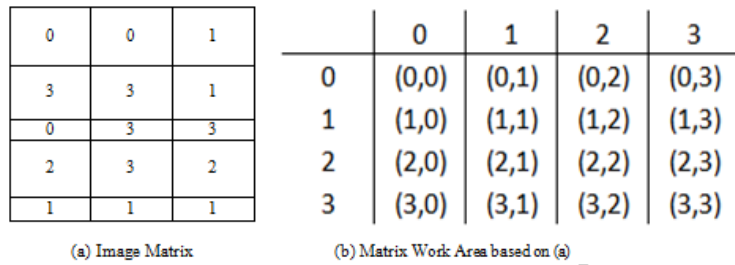 0 0 1
3 3 1
0 3 3
2 3 2
1 1 1
(a) Image Matrix
0 1 2 3
0 (0,0) (0,1) (0,2) (0,3)
1 (1,0) (1,1) (1,2) (1,3)
2 (2,0) (2,1) (2,2) (2,3)
3 (3,0) (3,1) (3,2) (3,3)
(b) Matrix Work Area based on (a)